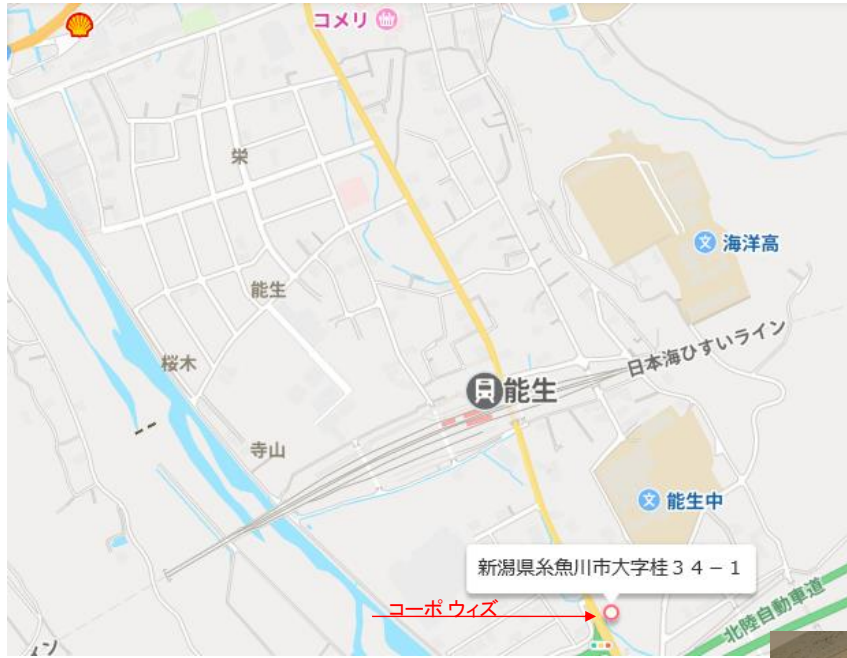 コメリ
栄
海洋高
能生
日本海ひすいライン
桜木
能生
寺山
能生中
新潟県糸魚川市大字桂３４－１
コーポ ウィズ
北陸自動車道
イン